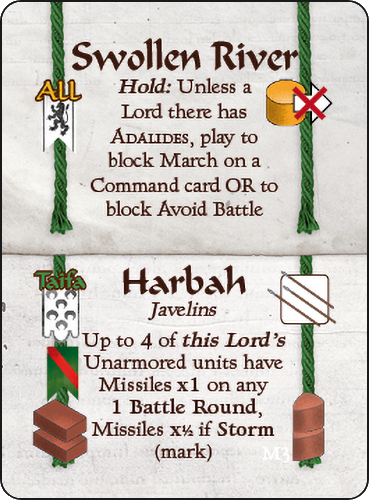 Swollen River
ALL
Hold: Unless a
Lord there has
ADALIDES, play to
block March on a
Command card OR to
block Avoid Battle
Taifa
Harbah
Javelins
Up to 4 of this Lord's
Unarmored units have
Missiles x1 on any
1 Battle Round,
Missiles x½ if Storm
(mark)